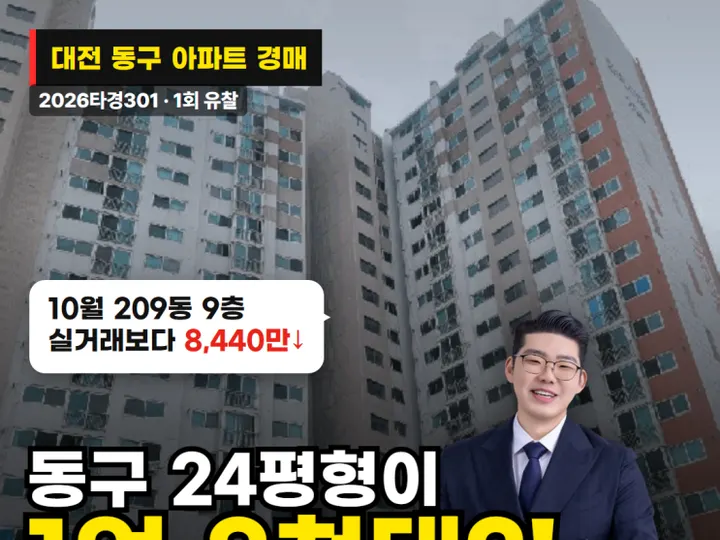 대전 동구 아파트 경매
2026타경301 · 1회 유찰
10월 209동 9층
실거래보다 8,440만↓
동구 24평형이